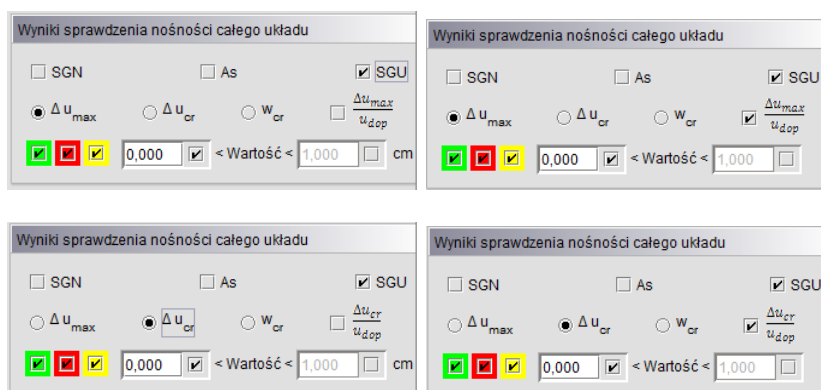 Wyniki sprawdzenia nośności całego układu
SGN As SGU
Δ u max Δ u cr w cr Δu max / u dop
0,000 < Wartość < 1,000 cm
Wyniki sprawdzenia nośności całego układu
SGN As SGU
Δ u max Δ u cr w cr Δu max / u dop
0,000 < Wartość < 1,000
Wyniki sprawdzenia nośności całego układu
SGN As SGU
Δ u max Δ u cr w cr Δu cr / u dop
0,000 < Wartość < 1,000 cm
Wyniki sprawdzenia nośności całego układu
SGN As SGU
Δ u max Δ u cr w cr Δu cr / u dop
0,000 < Wartość < 1,000